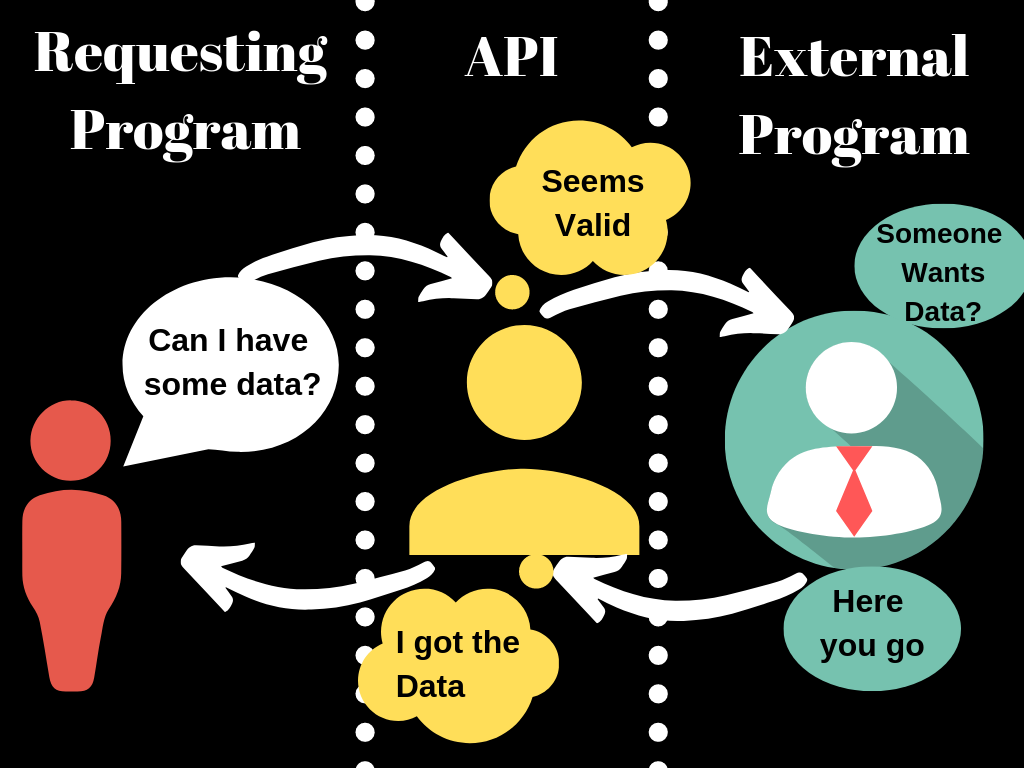 Requesting
Program
API
External
Program
Seems
Valid
Someone
Wants
Data?
Can I have
some data?
Here
you go
I got the
Data